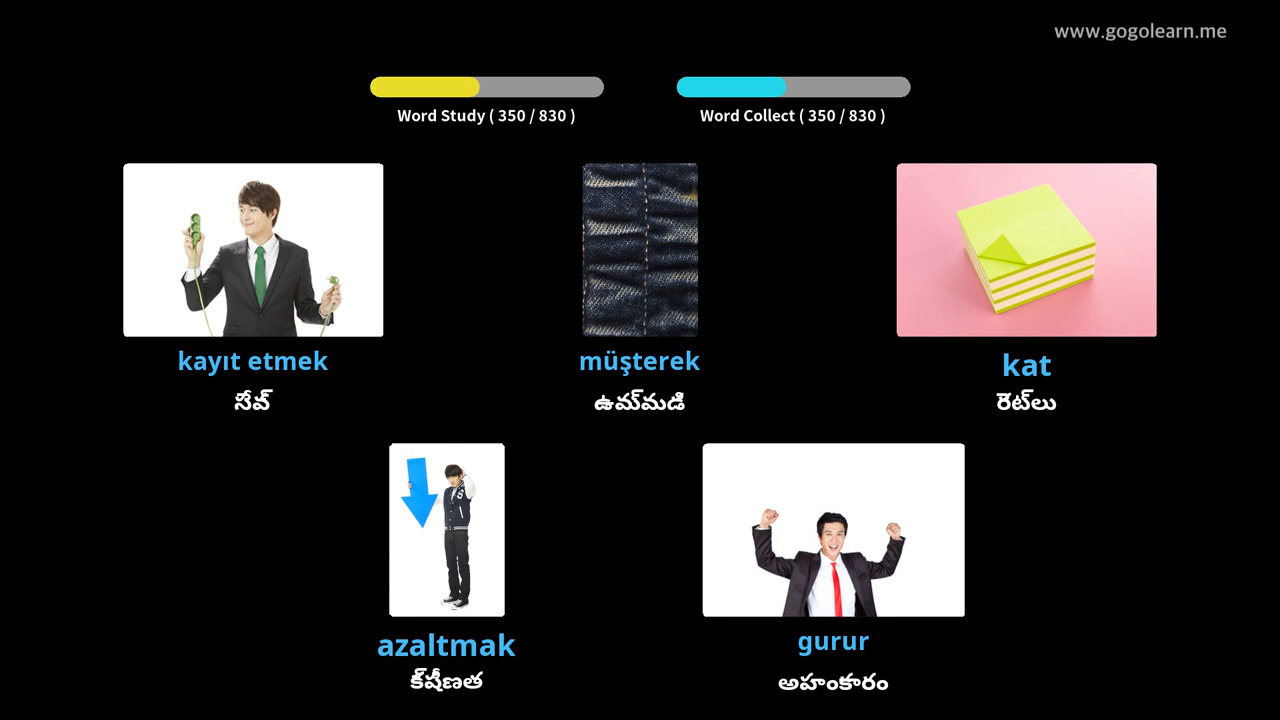 www.gogolearn.me
Word Study ( 350 / 830 )
Word Collect ( 350 / 830 )
kayıt etmek
సేవ్
müşterek
ఉమ్మడి
kat
రెట్లు
azaltmak
క్షీణత
gurur
అహంకారం